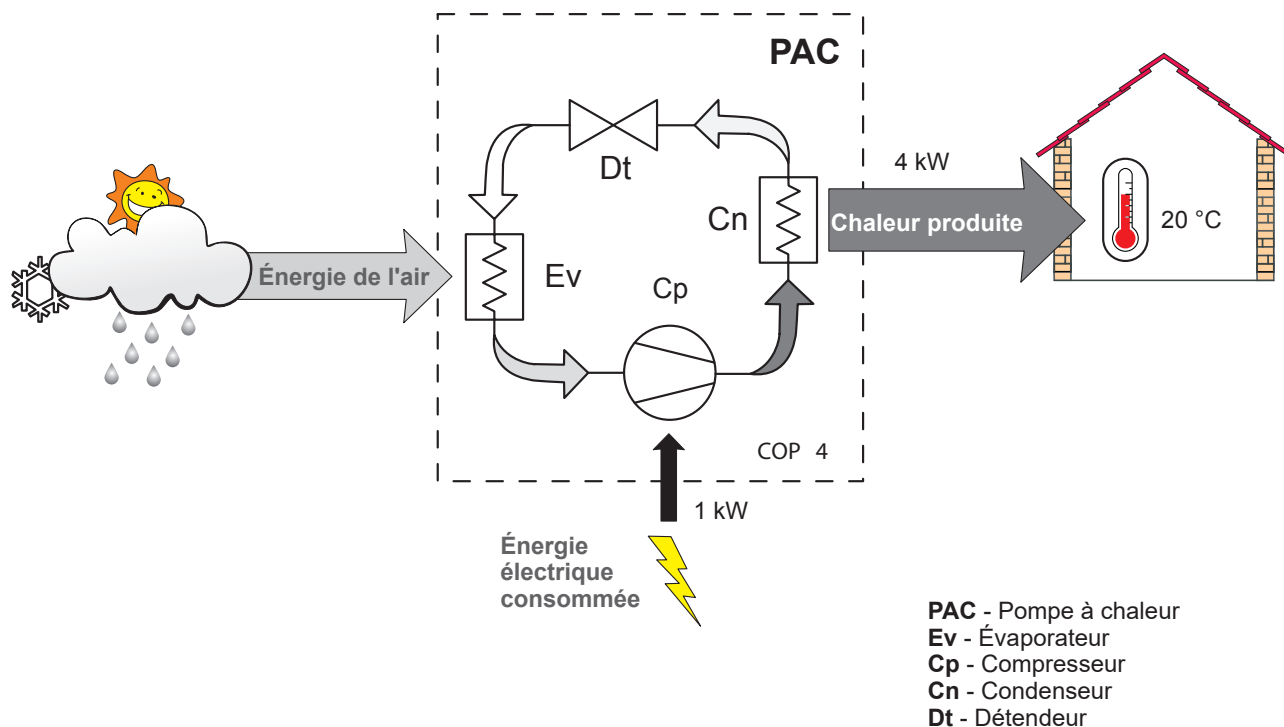 PAC
Dt
4 kW
Cn
Chaleur produite
20 °C
Énergie de l'air
Ev
Cp
COP 4
1 kW
Énergie
électrique
consommée
PAC - Pompe à chaleur
Ev - Évaporateur
Cp - Compresseur
Cn - Condenseur
Dt - Détendeur